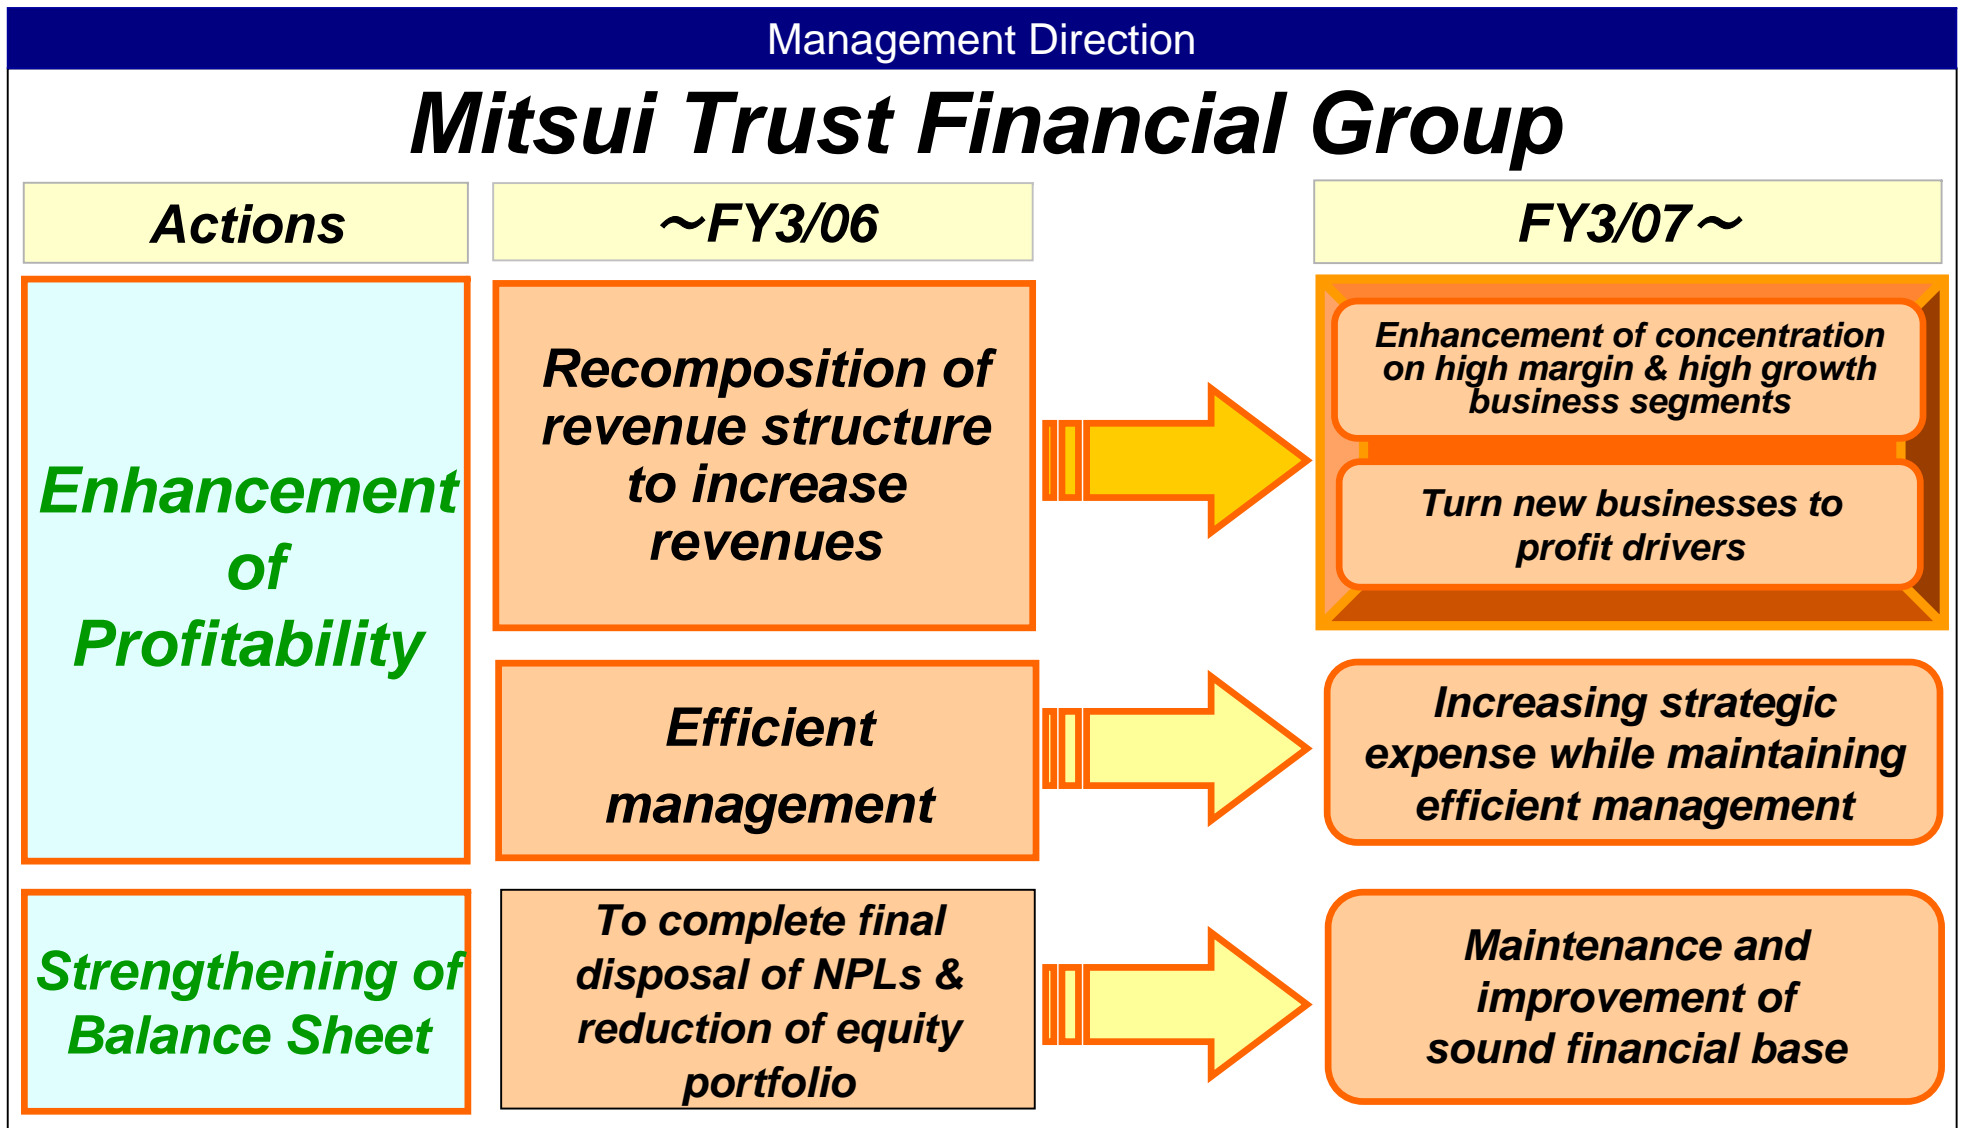 Management Direction
Mitsui Trust Financial Group
Actions
～FY3/06
FY3/07～
Enhancement
of
Profitability
Recomposition of
revenue structure
to increase
revenues
Enhancement of concentration
on high margin & high growth
business segments
Turn new businesses to
profit drivers
Efficient
management
Increasing strategic
expense while maintaining
efficient management
Strengthening of
Balance Sheet
To complete final
disposal of NPLs &
reduction of equity
portfolio
Maintenance and
improvement of
sound financial base